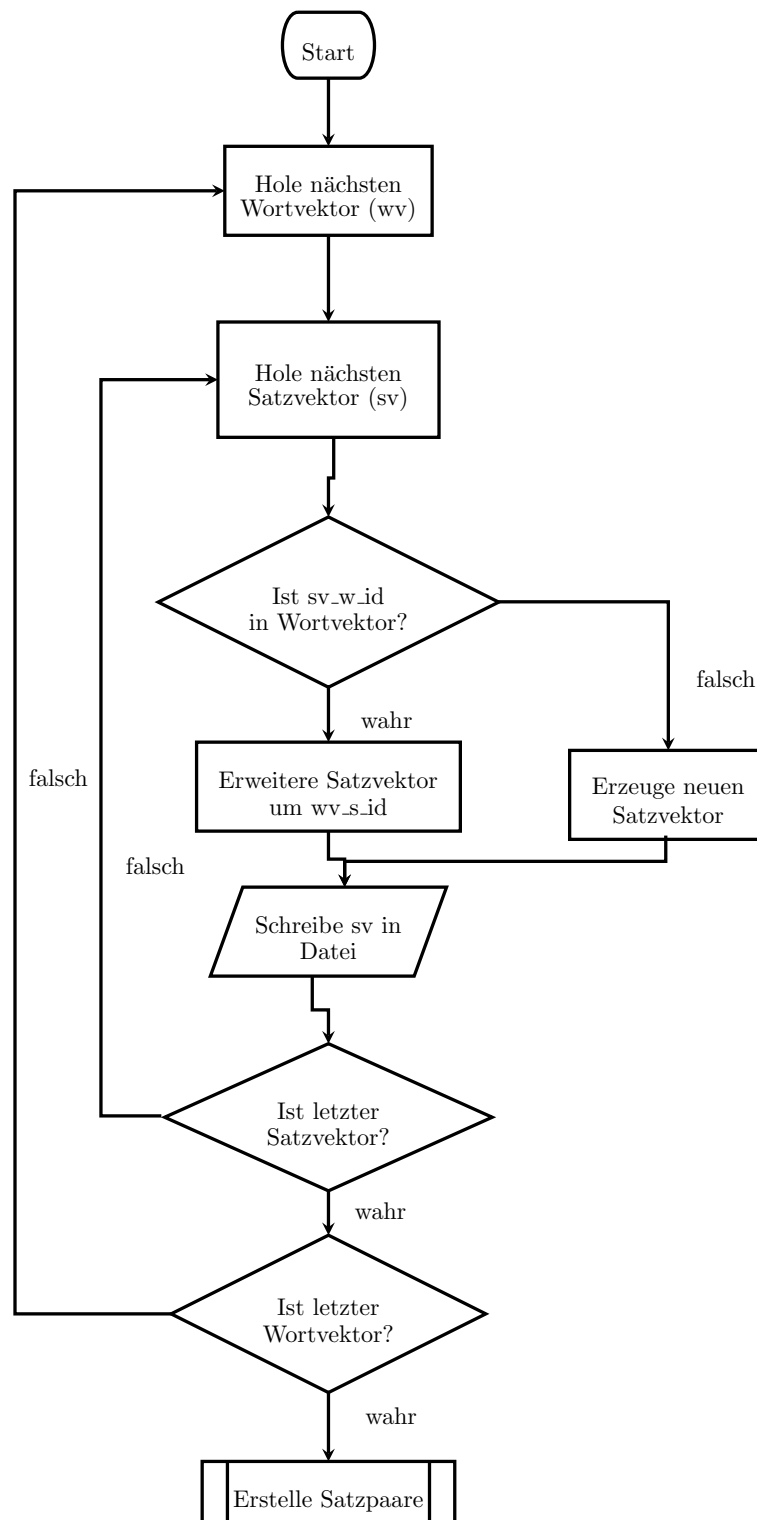 Start
Hole nächsten
Wortvektor (wv)
Hole nächsten
Satzvektor (sv)
Ist sv_w_id
in Wortvektor?
falsch
wahr
falsch
Erweitere Satzvektor
um wv_s_id
Erzeuge neuen
Satzvektor
falsch
Schreibe sv in
Datei
Ist letzter
Satzvektor?
wahr
Ist letzter
Wortvektor?
wahr
Erstelle Satzpaare